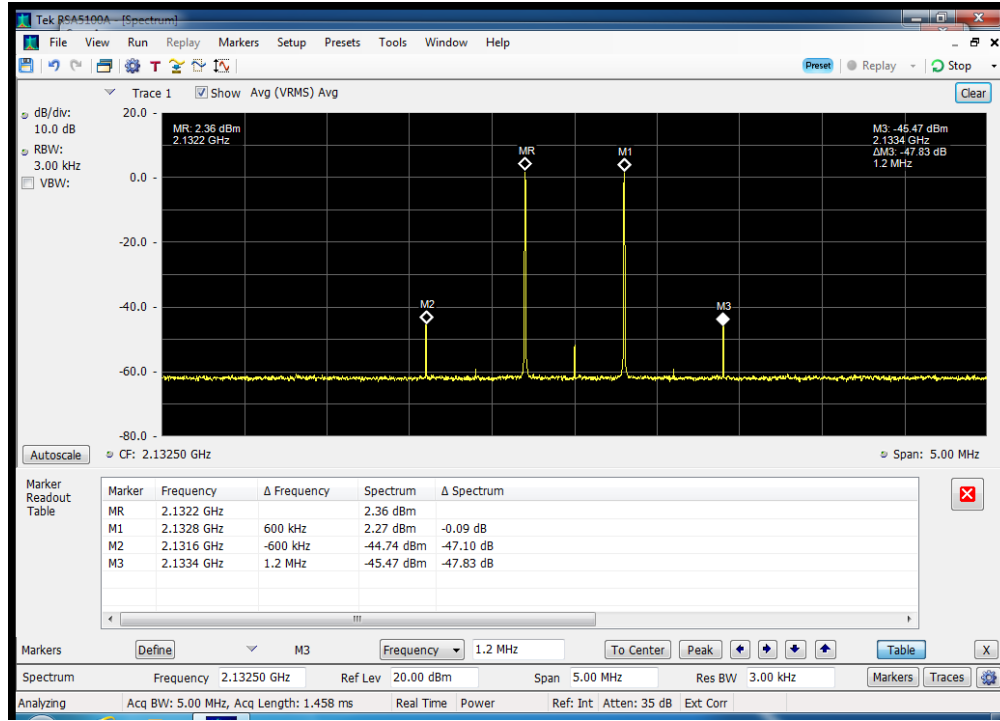 Tek RSA5100A - [Spectrum]
File View Run Replay Markers Setup Presets Tools Window Help
T Preset Replay Stop
Trace 1 Show Avg (VRMS) Avg Clear
dB/div:
10.0 dB
RBW:
3.00 kHz
VBW:
20.0
0.0
-20.0
-40.0
-60.0
-80.0
MR: 2.36 dBm
2.1322 GHz
M3: -45.47 dBm
2.1334 GHz
ΔM3: -47.83 dB
1.2 MHz
MR M1
M2 M3
Autoscale CF: 2.13250 GHz Span: 5.00 MHz
Marker
Readout
Table
Marker Frequency Δ Frequency Spectrum Δ Spectrum
MR 2.1322 GHz 2.36 dBm
M1 2.1328 GHz 600 kHz 2.27 dBm -0.09 dB
M2 2.1316 GHz -600 kHz -44.74 dBm -47.10 dB
M3 2.1334 GHz 1.2 MHz -45.47 dBm -47.83 dB
Markers Define M3 Frequency 1.2 MHz To Center Peak Table X
Spectrum Frequency 2.13250 GHz Ref Lev 20.00 dBm Span 5.00 MHz Res BW 3.00 kHz Markers Traces
Analyzing Acq BW: 5.00 MHz, Acq Length: 1.458 ms Real Time Power Ref: Int Atten: 35 dB Ext Corr